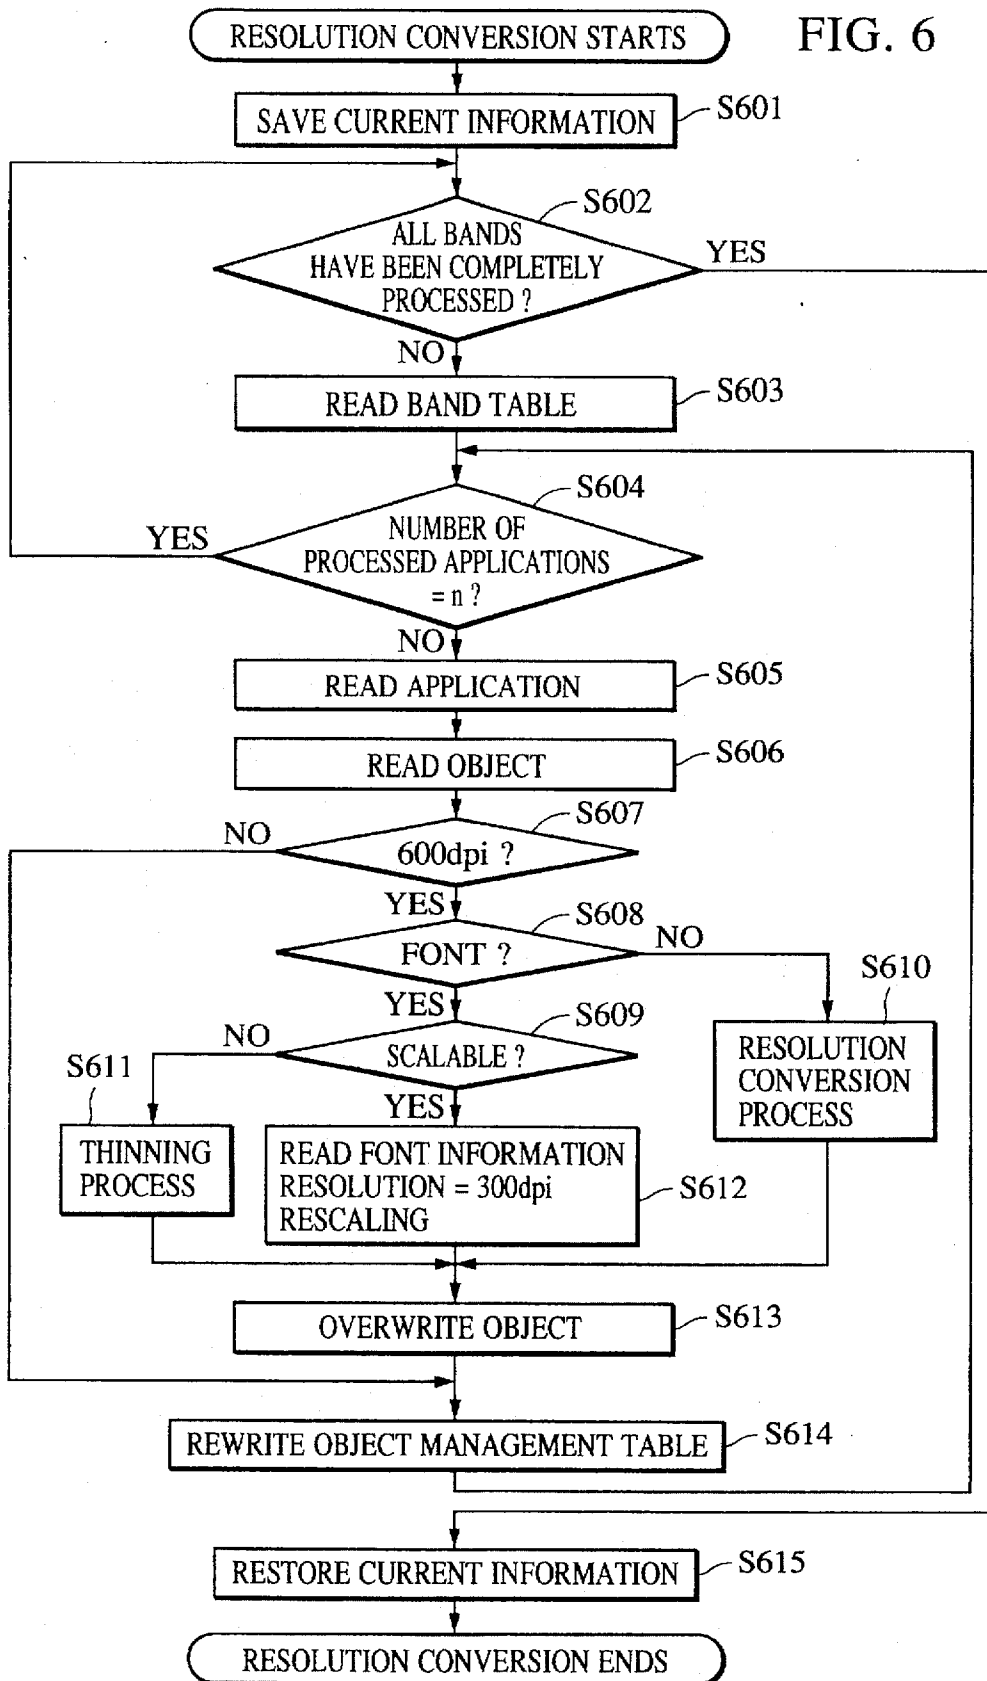 FIG. 6
RESOLUTION CONVERSION STARTS
SAVE CURRENT INFORMATION
S601
S602
ALL BANDS
HAVE BEEN COMPLETELY
PROCESSED ?
YES
NO
READ BAND TABLE
S603
S604
NUMBER OF
PROCESSED APPLICATIONS
= n ?
YES
NO
READ APPLICATION
S605
READ OBJECT
S606
S607
600dpi ?
NO
YES
S608
FONT ?
NO
YES
S609
SCALABLE ?
NO
YES
S610
RESOLUTION
CONVERSION
PROCESS
S611
THINNING
PROCESS
READ FONT INFORMATION
RESOLUTION = 300dpi
RESCALING
S612
OVERWRITE OBJECT
S613
REWRITE OBJECT MANAGEMENT TABLE
S614
RESTORE CURRENT INFORMATION
S615
RESOLUTION CONVERSION ENDS